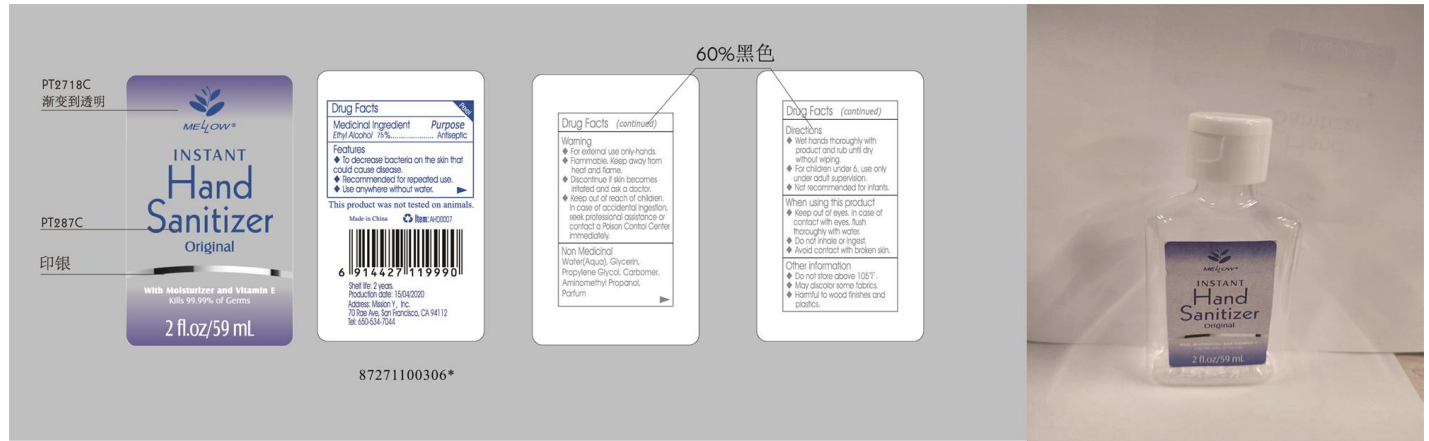 PT2718C
渐变到透明
PT287C
印银
MELLOW®
INSTANT
Hand
Sanitizer
Original
With Moisturizer and Vitamin E
Kills 99.99% of Germs
2 fl.oz/59 mL
Peel
Drug Facts
Medicinal Ingredient Purpose
Ethyl Alcohol 75%...................... Antiseptic
Features
◆ To decrease bacteria on the skin that
could cause disease.
◆ Recommended for repeated use.
◆ Use anywhere without water.
This product was not tested on animals.
Made in China Item: AHD0007
6 914427 119990
Shelf life: 2 years.
Production date: 15/04/2020
Address: Mission Y, Inc.
70 Rae Ave, San Francisco, CA 94112
Tel: 650-534-7044
87271100306*
60%黑色
Drug Facts (continued)
Warning
◆ For external use only-hands.
◆ Flammable. Keep away from
heat and flame.
◆ Discontinue if skin becomes
irritated and ask a doctor.
◆ Keep out of reach of children.
In case of accidental ingestion,
seek professional assistance or
contact a Poison Control Center
immediately.
Non Medicinal
Water(Aqua), Glycerin,
Propylene Glycol, Carbomer,
Aminomethyl Propanol,
Parfum
Drug Facts (continued)
Directions
◆ Wet hands thoroughly with
product and rub until dry
without wiping.
◆ For children under 6, use only
under adult supervision.
◆ Not recommended for infants.
When using this product
◆ Keep out of eyes. In case of
contact with eyes, flush
thoroughly with water.
◆ Do not inhale or ingest.
◆ Avoid contact with broken skin.
Other information
◆ Do not store above 105°F.
◆ May discolor some fabrics.
◆ Harmful to wood finishes and
plastics.
MELLOW®
INSTANT
Hand
Sanitizer
Original
With Moisturizer and Vitamin E
2 fl.oz/59 mL